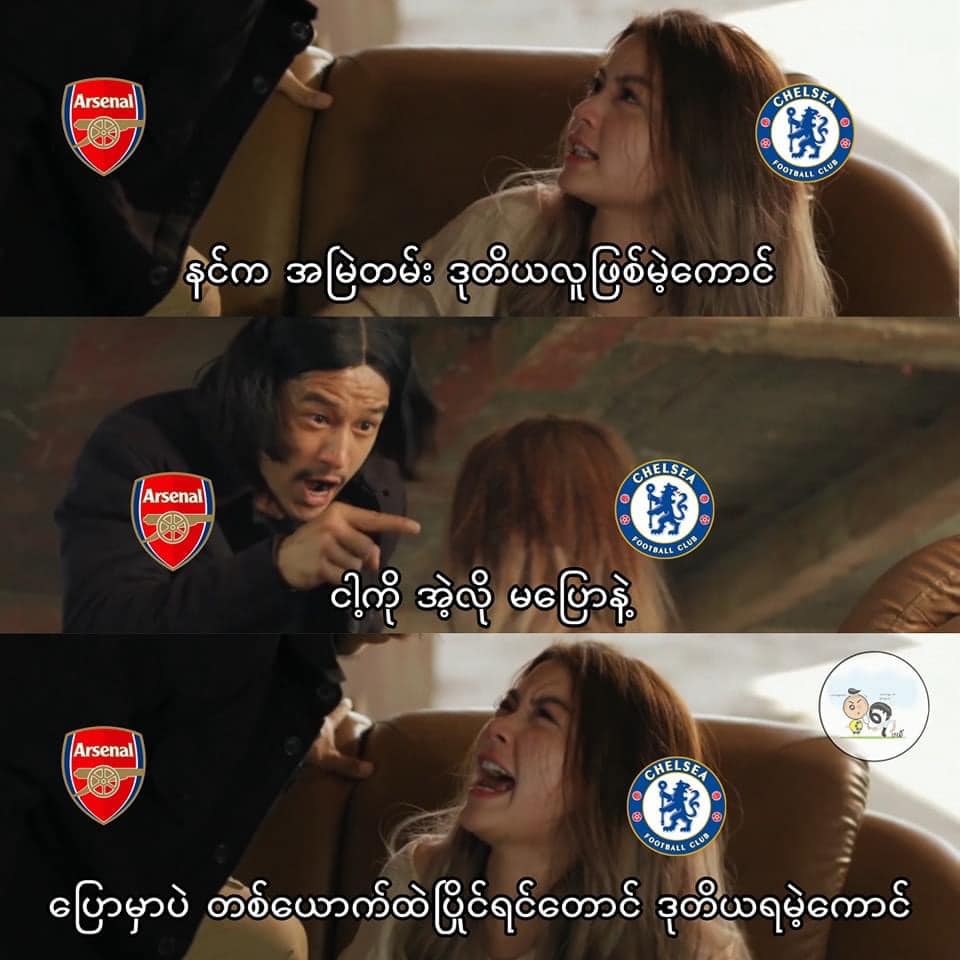 Arsenal
CHELSEA
FOOTBALL CLUB
နင်က အမြဲတမ်း ဒုတိယလူဖြစ်မဲ့ကောင်
Arsenal
CHELSEA
FOOTBALL CLUB
ငါ့ကို အဲ့လို မပြောနဲ့
Arsenal
CHELSEA
FOOTBALL CLUB
ပြောမှာပဲ တစ်ယောက်ထဲပြိုင်ရင်တောင် ဒုတိယရမဲ့ကောင်